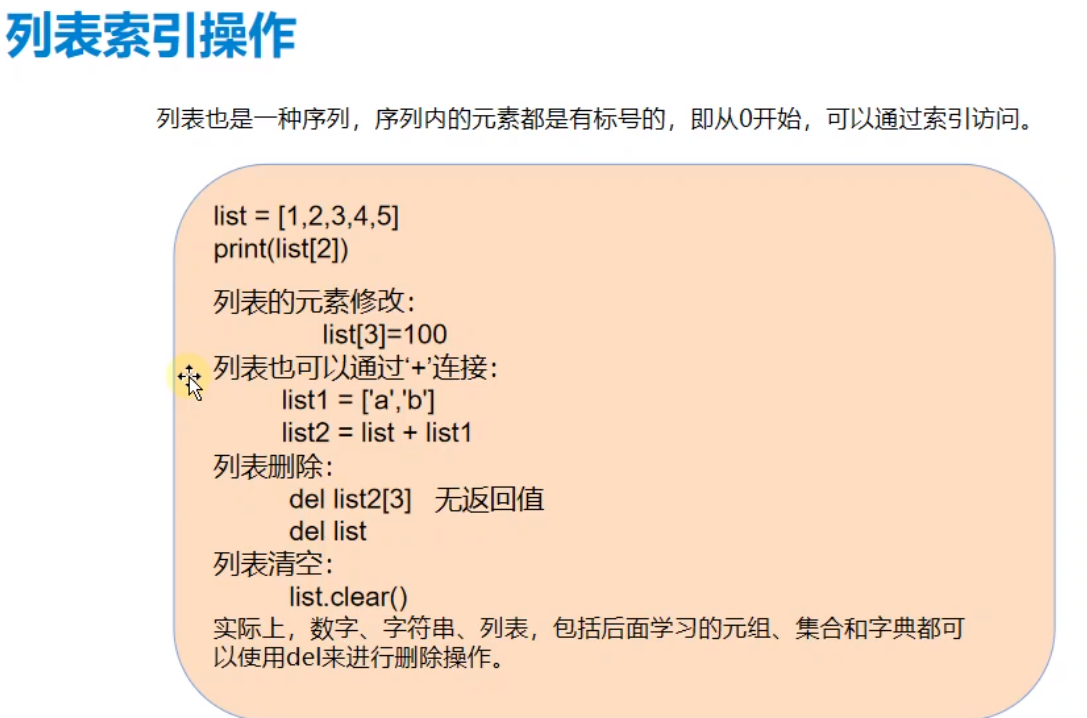 列表索引操作
列表也是一种序列，序列内的元素都是有标号的，即从0开始，可以通过索引访问。
list = [1,2,3,4,5]
print(list[2])
列表的元素修改：
list[3]=100
列表也可以通过‘+’连接：
list1 = ['a','b']
list2 = list + list1
列表删除：
del list2[3] 无返回值
del list
列表清空：
list.clear()
实际上，数字、字符串、列表，包括后面学习的元组、集合和字典都可
以使用del来进行删除操作。